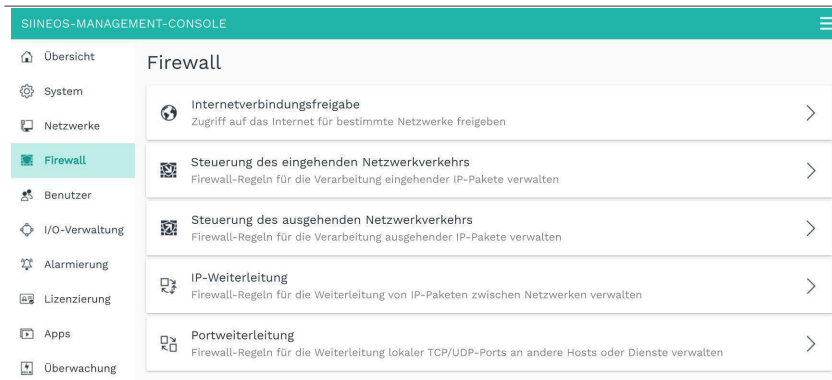 SIINEOS-MANAGEMENT-CONSOLE
Übersicht
System
Netzwerke
Firewall
Benutzer
I/O-Verwaltung
Alarmierung
Lizenzierung
Apps
Überwachung
Firewall
Internetverbindungsfreigabe
Zugriff auf das Internet für bestimmte Netzwerke freigeben
Steuerung des eingehenden Netzwerkverkehrs
Firewall-Regeln für die Verarbeitung eingehender IP-Pakete verwalten
Steuerung des ausgehenden Netzwerkverkehrs
Firewall-Regeln für die Verarbeitung ausgehender IP-Pakete verwalten
IP-Weiterleitung
Firewall-Regeln für die Weiterleitung von IP-Paketen zwischen Netzwerken verwalten
Portweiterleitung
Firewall-Regeln für die Weiterleitung lokaler TCP/UDP-Ports an andere Hosts oder Dienste verwalten